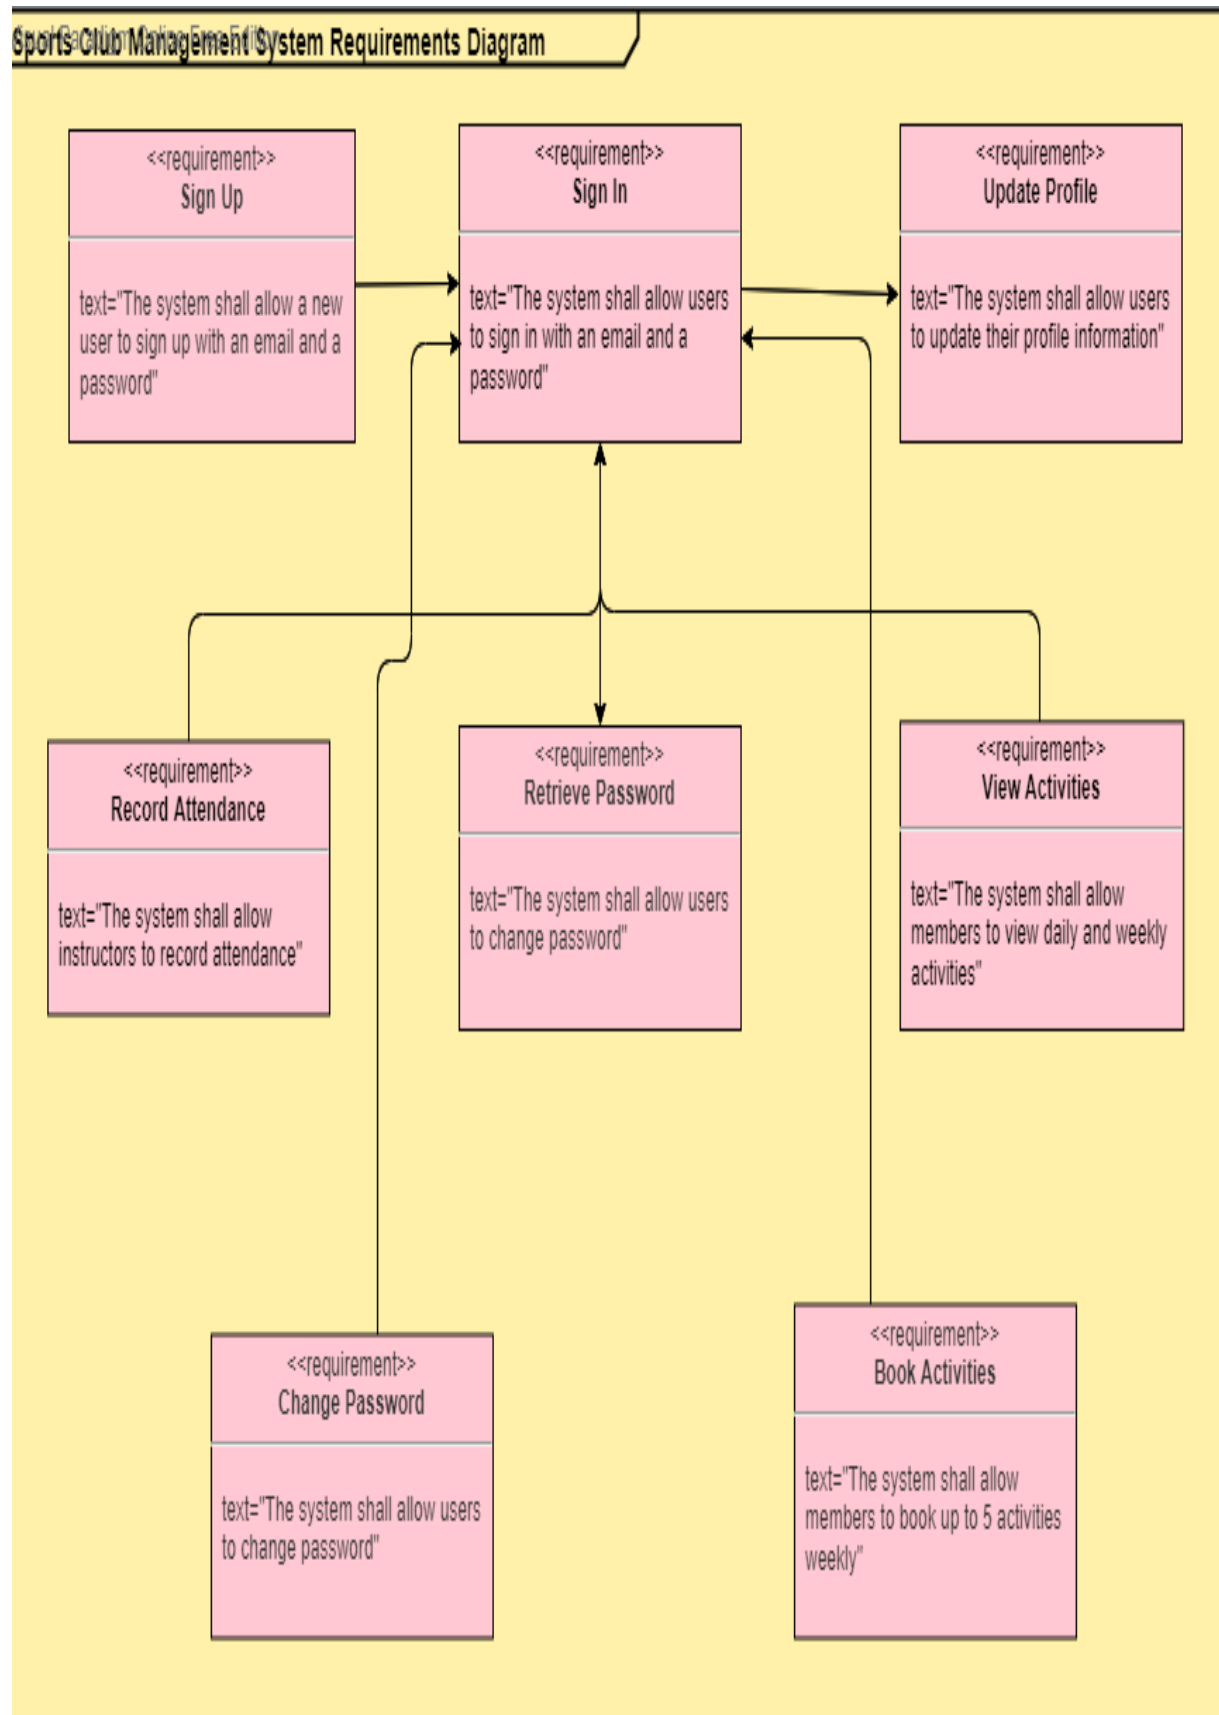 Visual Paradigm Online Free Edition
Sports Club Management System Requirements Diagram
<<requirement>>
Sign Up
text="The system shall allow a new
user to sign up with an email and a
password"
<<requirement>>
Sign In
text="The system shall allow users
to sign in with an email and a
password"
<<requirement>>
Update Profile
text="The system shall allow users
to update their profile information"
<<requirement>>
Record Attendance
text="The system shall allow
instructors to record attendance"
<<requirement>>
Retrieve Password
text="The system shall allow users
to change password"
<<requirement>>
View Activities
text="The system shall allow
members to view daily and weekly
activities"
<<requirement>>
Change Password
text="The system shall allow users
to change password"
<<requirement>>
Book Activities
text="The system shall allow
members to book up to 5 activities
weekly"